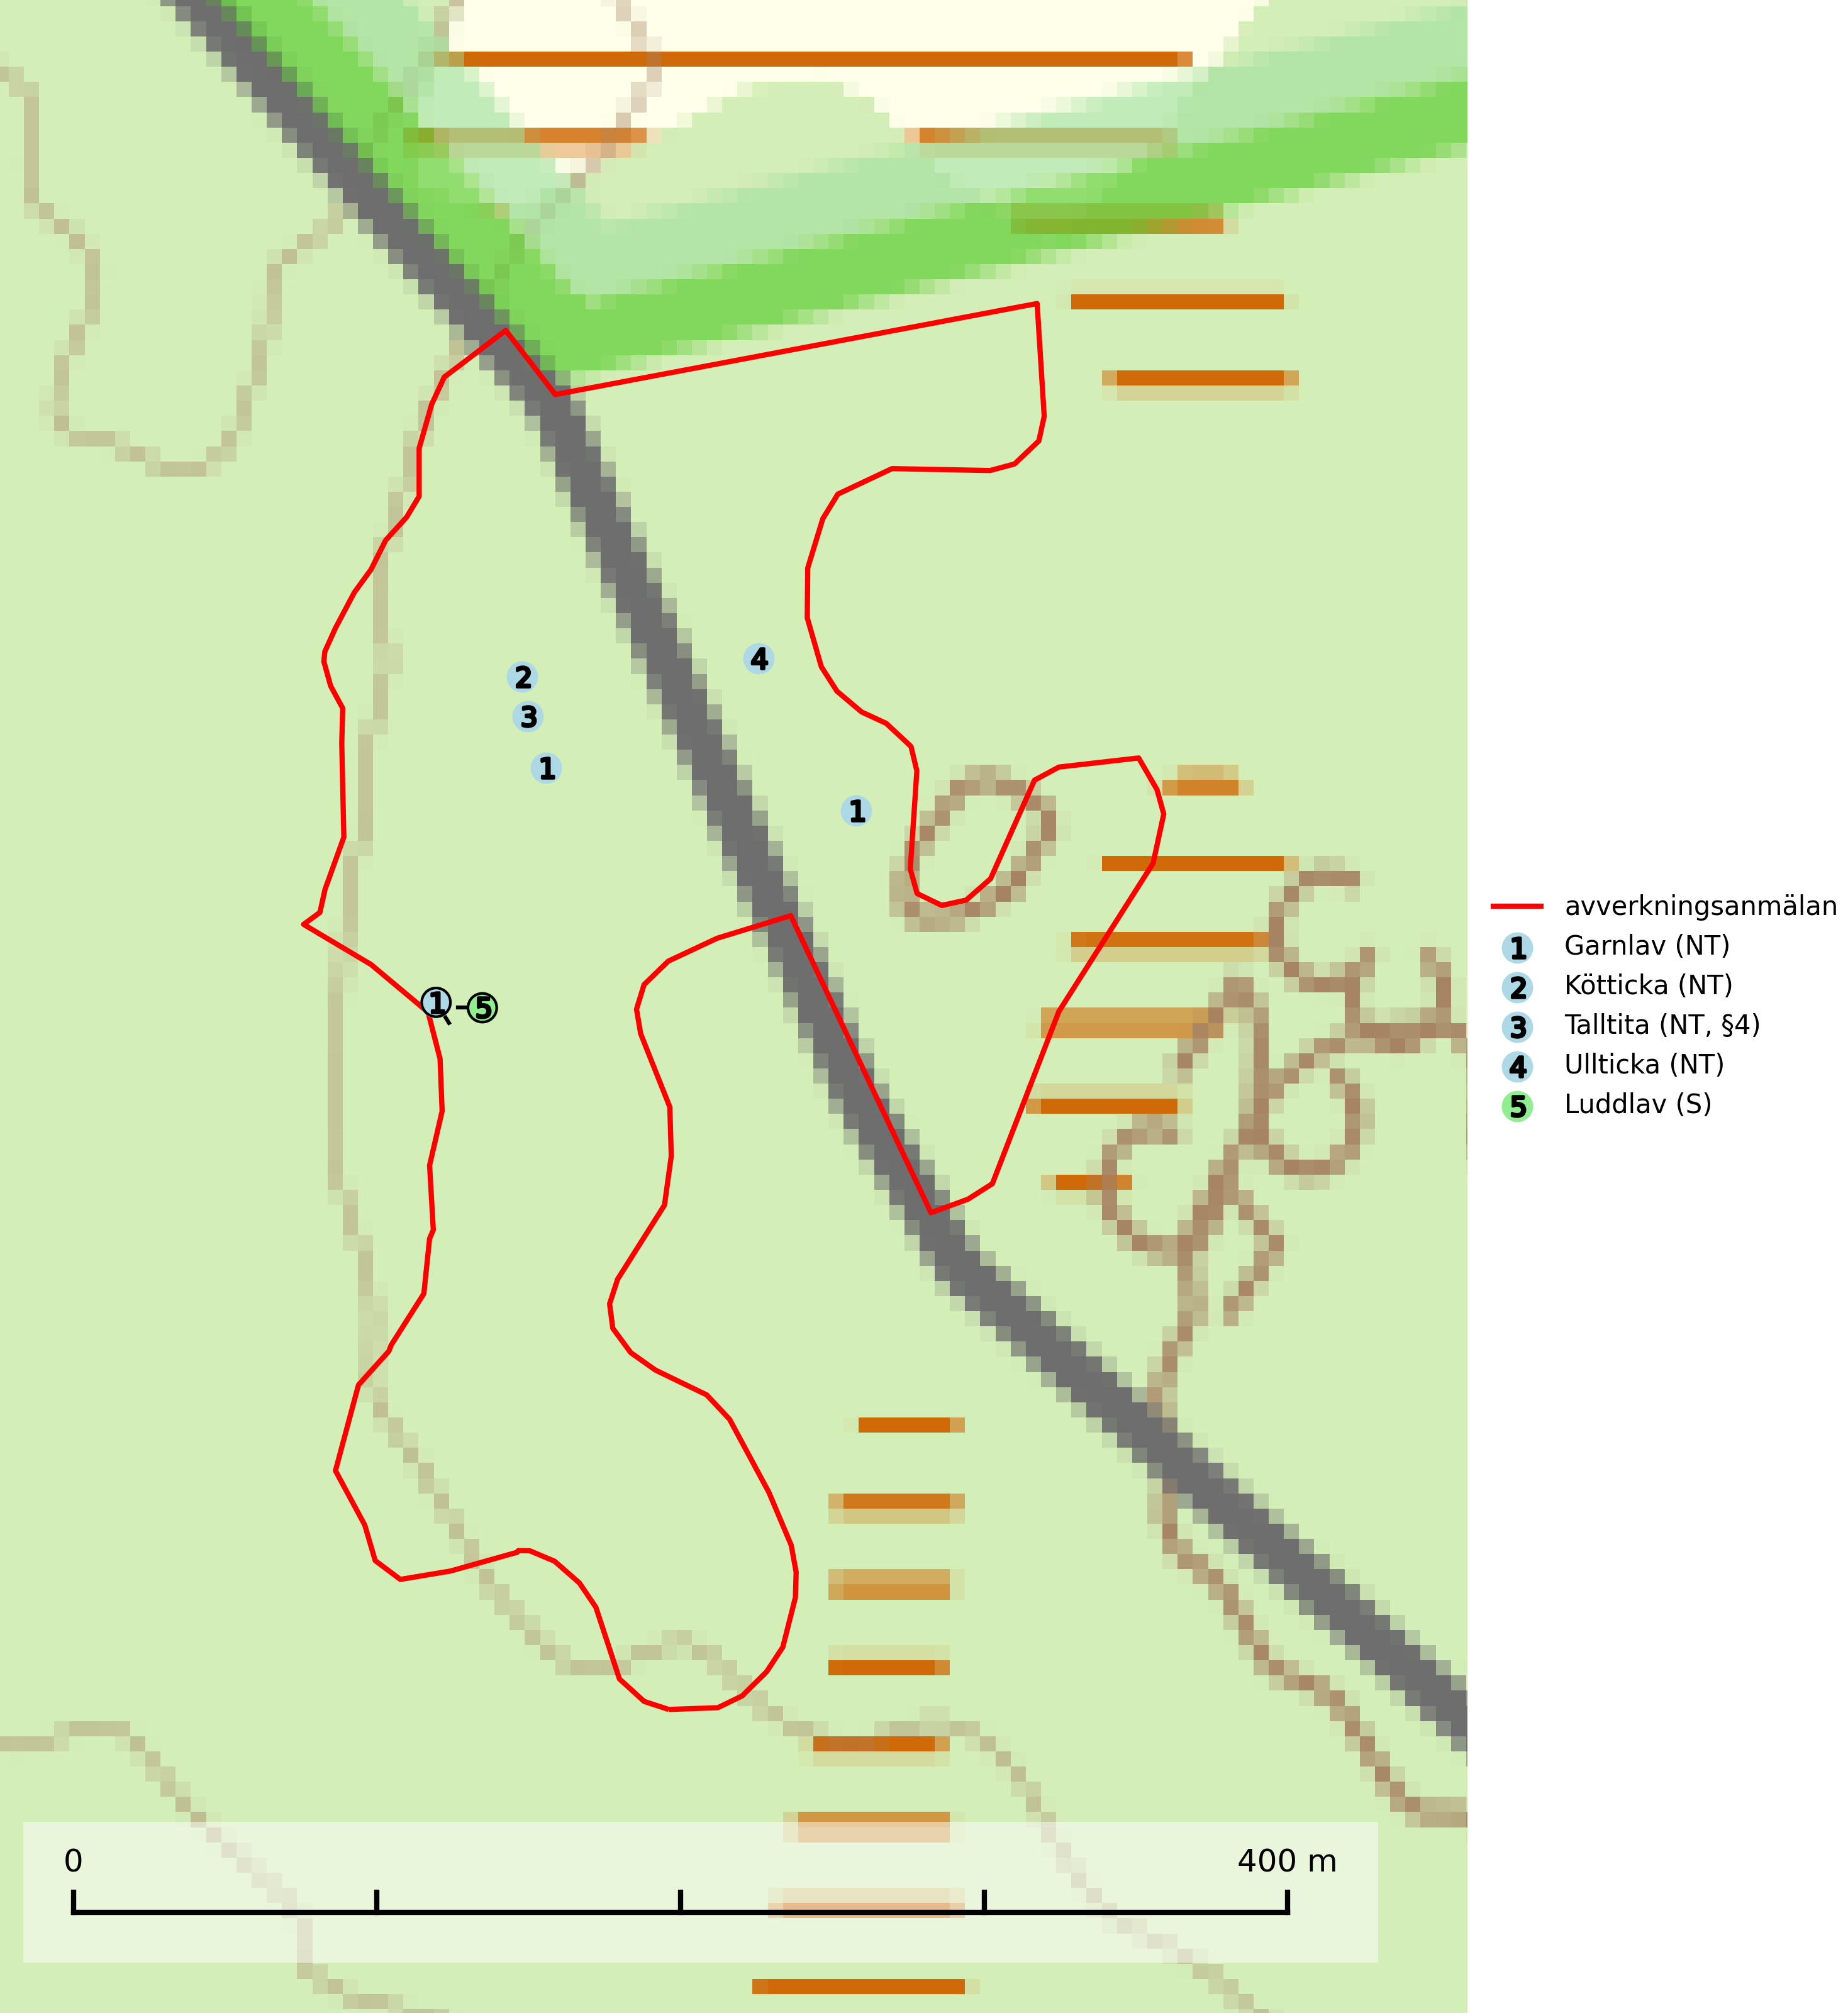 2
4
3
1
1
1
5
avverkningsanmälan
1 Garnlav (NT)
2 Kötticka (NT)
3 Talltita (NT, §4)
4 Ullticka (NT)
5 Luddlav (S)
0 400 m